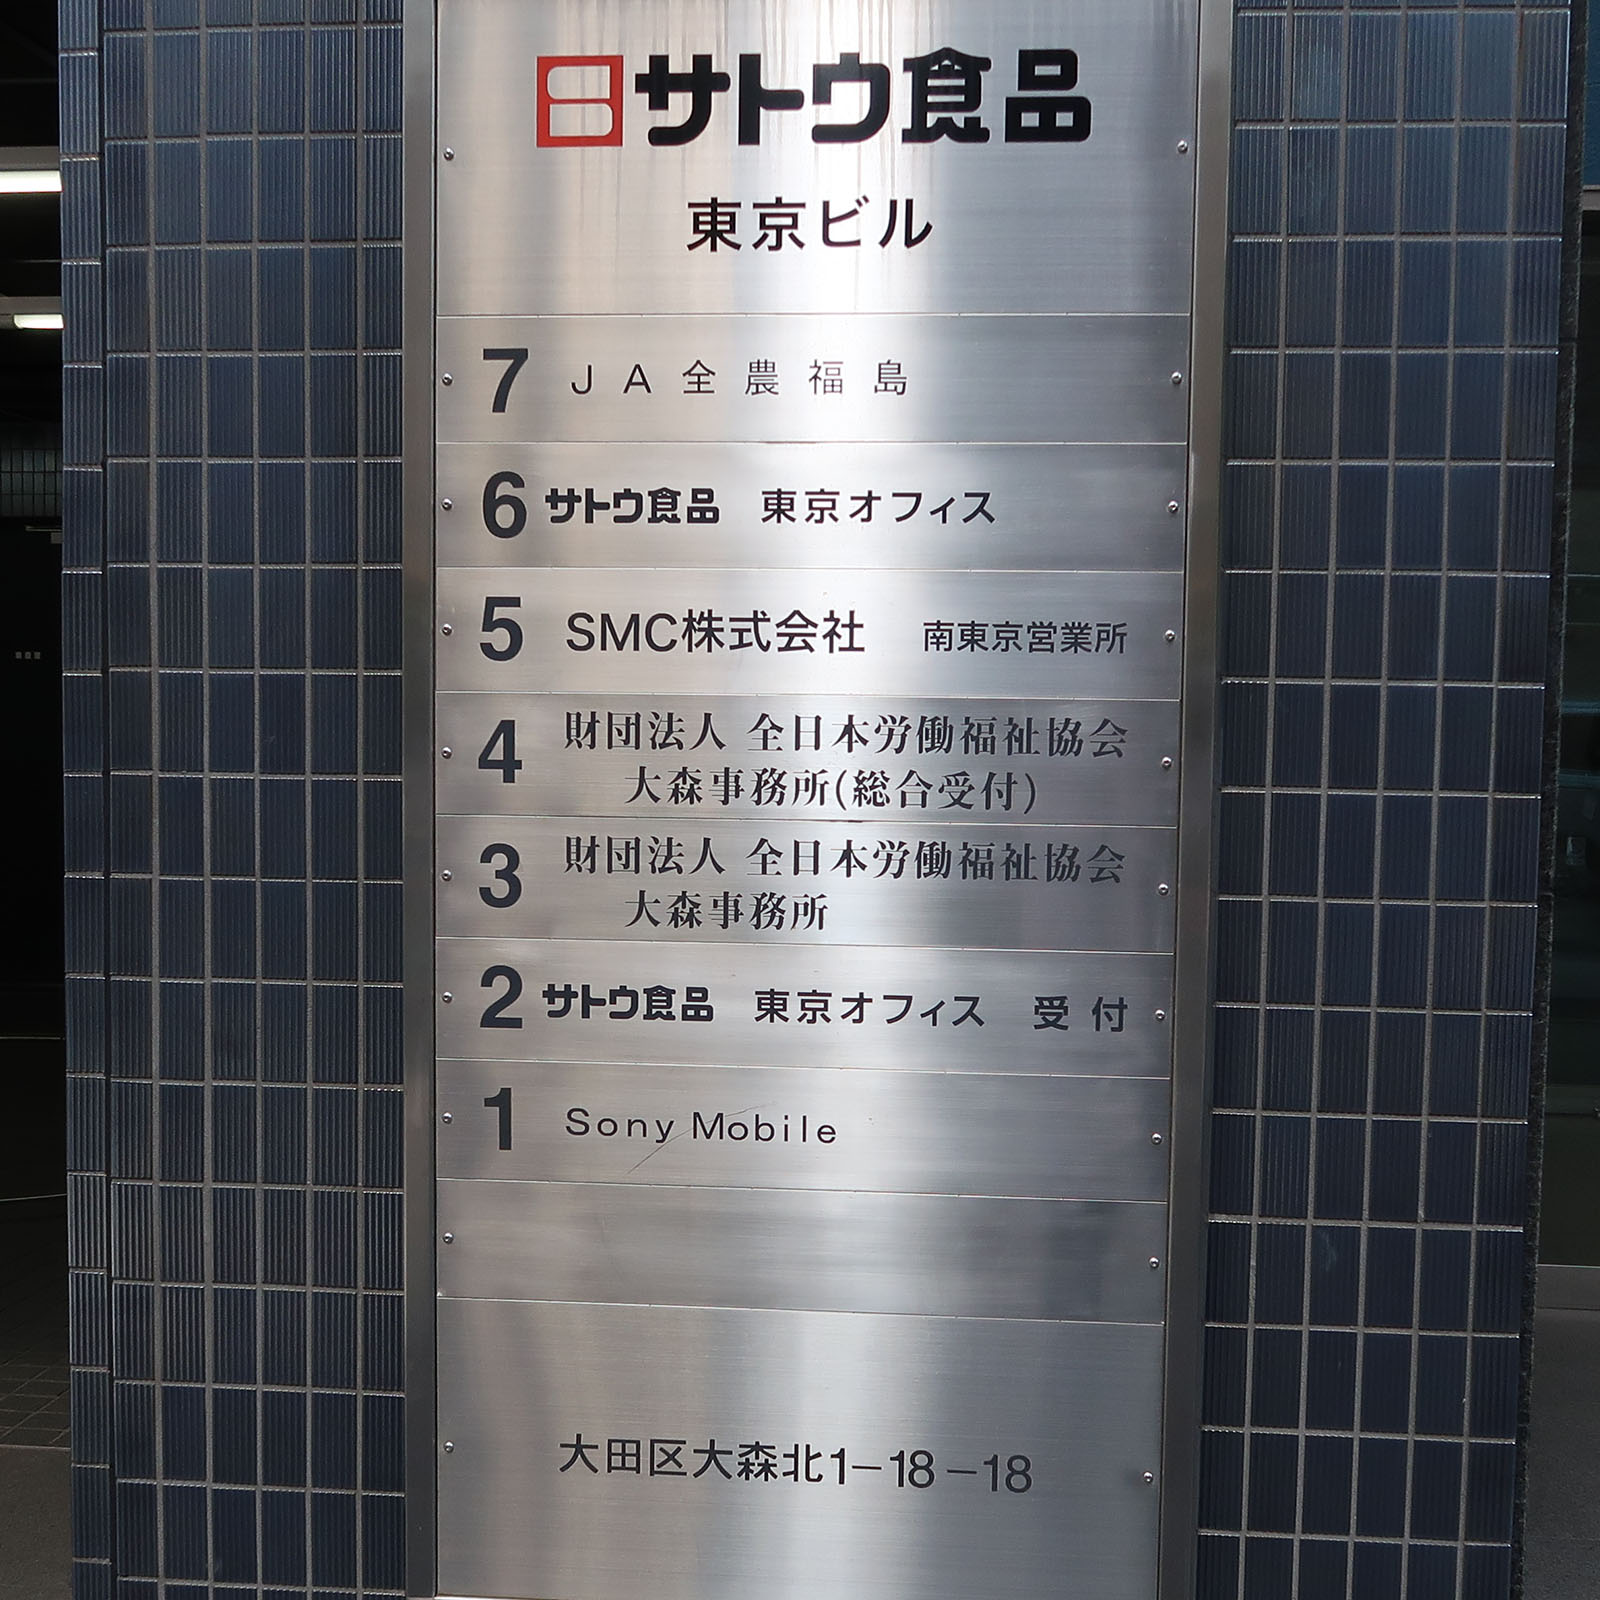 サトウ食品
東京ビル
7 JA全農福島
6 サトウ食品 東京オフィス
5 SMC株式会社 南東京営業所
4 財団法人 全日本労働福祉協会
大森事務所(総合受付)
3 財団法人 全日本労働福祉協会
大森事務所
2 サトウ食品 東京オフィス 受付
1 Sony Mobile
大田区大森北1-18-18